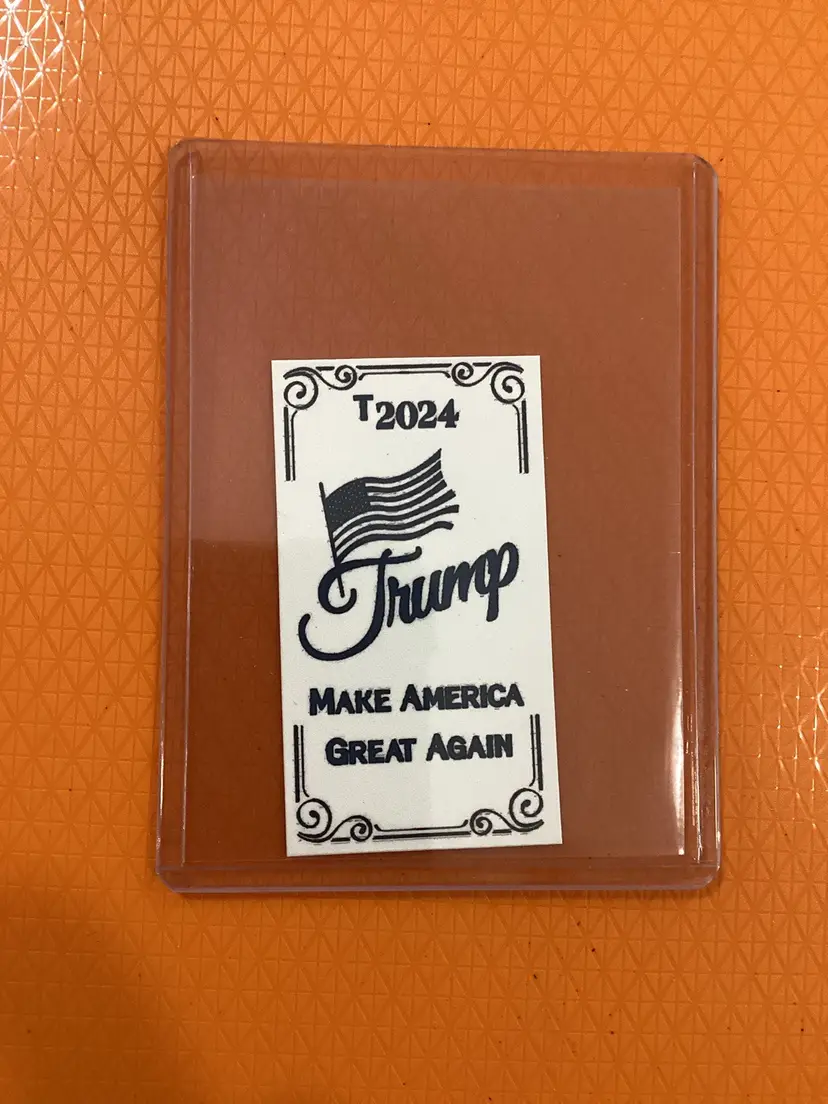 T2024
Trump
MAKE AMERICA
GREAT AGAIN